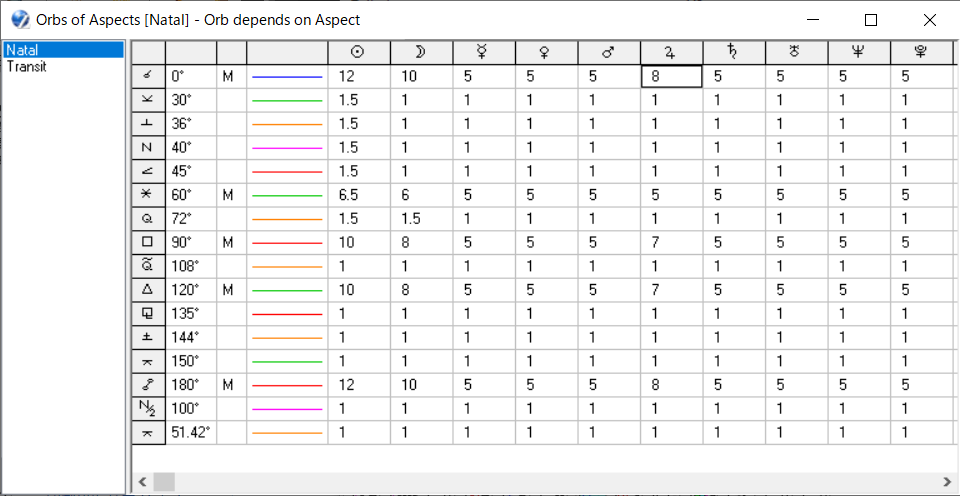 Orbs of Aspects [Natal] - Orb depends on Aspect
Natal
Transit
☉ ☽ ☿ ♀ ♂ ♃ ♄ ♅ ♆ ♇
☌ 0° M 12 10 5 5 5 8 5 5 5 5
⚺ 30° 1.5 1 1 1 1 1 1 1 1 1
⊥ 36° 1.5 1 1 1 1 1 1 1 1 1
N 40° 1.5 1 1 1 1 1 1 1 1 1
∠ 45° 1.5 1 1 1 1 1 1 1 1 1
⚹ 60° M 6.5 6 5 5 5 5 5 5 5 5
Q 72° 1.5 1.5 1 1 1 1 1 1 1 1
□ 90° M 10 8 5 5 5 7 5 5 5 5
Q̃ 108° 1 1 1 1 1 1 1 1 1 1
△ 120° M 10 8 5 5 5 7 5 5 5 5
⚼ 135° 1 1 1 1 1 1 1 1 1 1
± 144° 1 1 1 1 1 1 1 1 1 1
⚻ 150° 1 1 1 1 1 1 1 1 1 1
☍ 180° M 12 10 5 5 5 8 5 5 5 5
N/2 100° 1 1 1 1 1 1 1 1 1 1
⚻ 51.42° 1 1 1 1 1 1 1 1 1 1